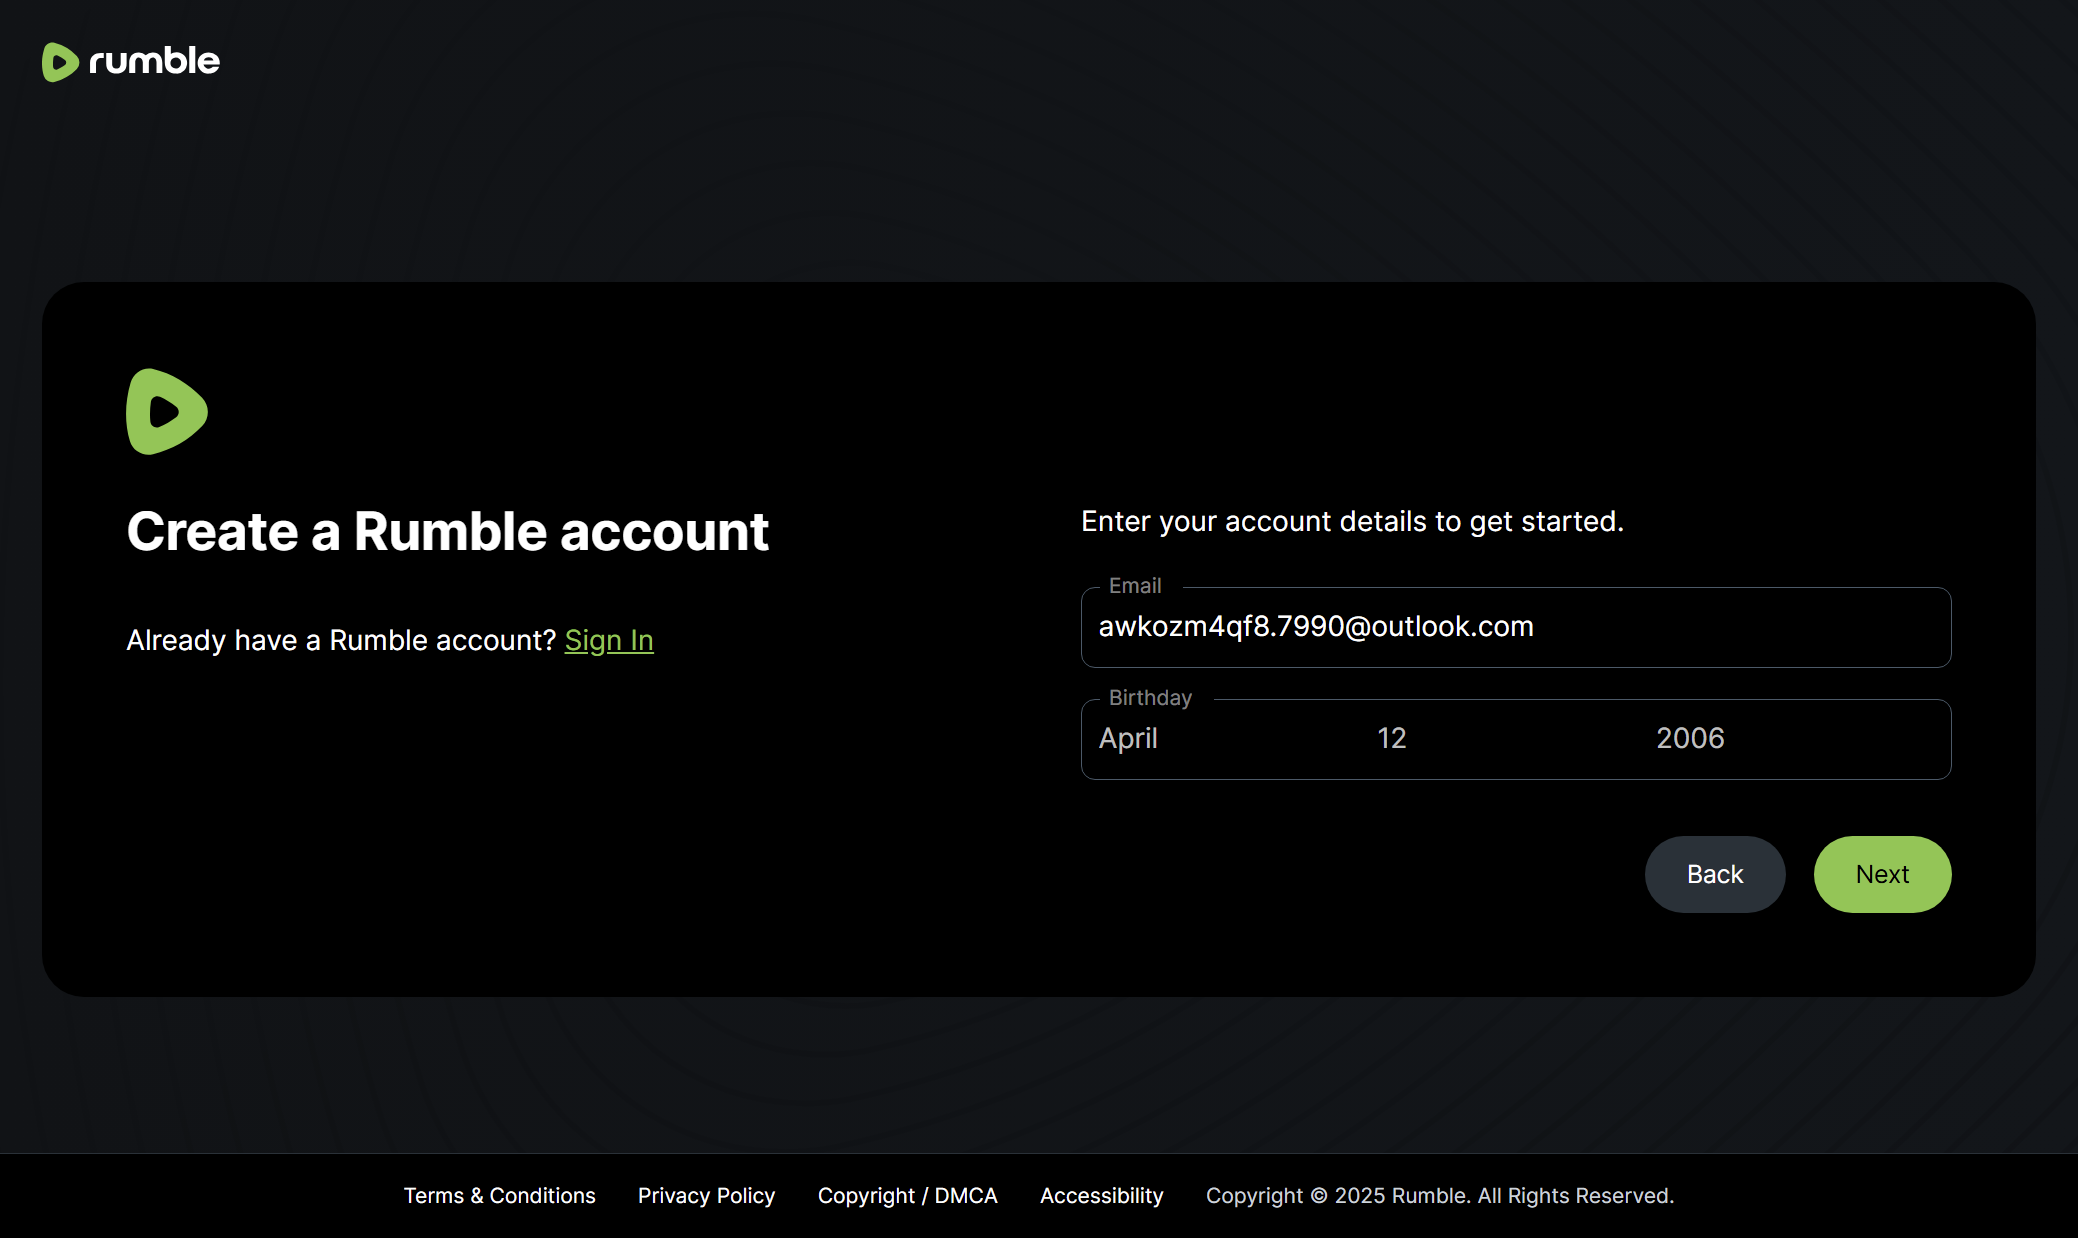 rumble
Create a Rumble account
Already have a Rumble account? Sign In
Enter your account details to get started.
Email
awkozm4qf8.7990@outlook.com
Birthday
April 12 2006
Back Next
Terms & Conditions Privacy Policy Copyright / DMCA Accessibility Copyright © 2025 Rumble. All Rights Reserved.